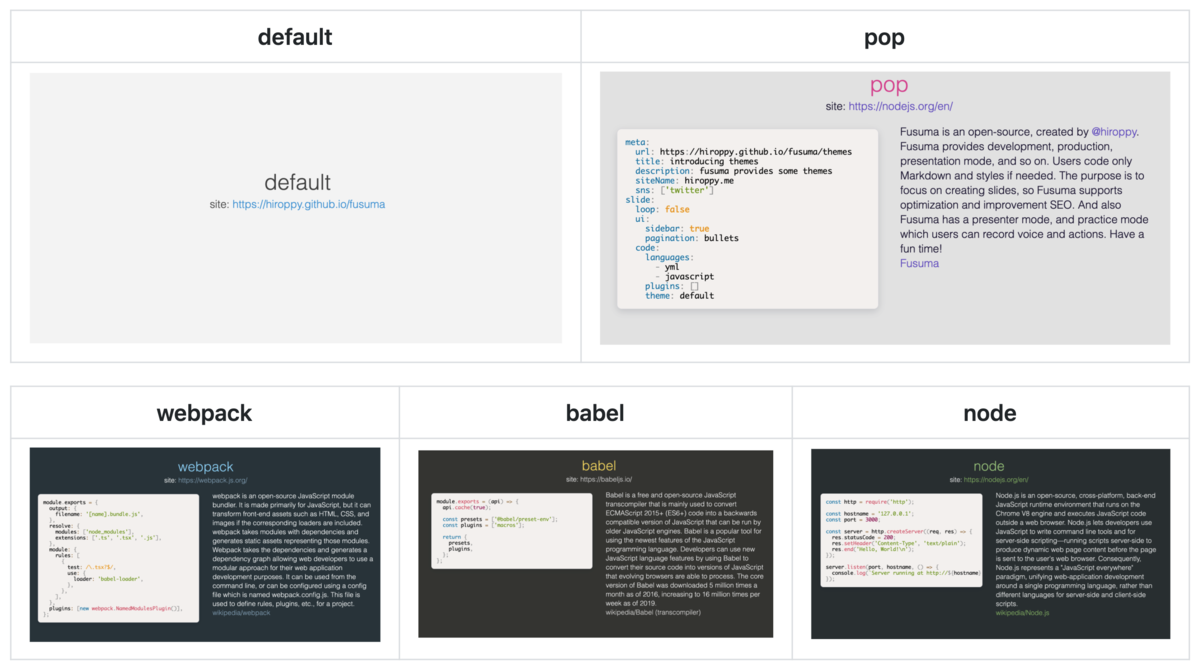 default
pop
default
site: https://hiroppy.github.io/fusuma
pop
site: https://nodejs.org/en/
meta:
url: https://hiroppy.github.io/fusuma/themes
title: introducing themes
description: fusuma provides some themes
siteName: hiroppy.me
sns: ['twitter']
slide:
loop: false
ui:
sidebar: true
pagination: bullets
code:
languages:
- yml
- javascript
plugins: []
theme: default
Fusuma is an open-source, created by @hiroppy.
Fusuma provides development, production,
presentation mode, and so on. Users code only
Markdown and styles if needed. The purpose is to
focus on creating slides, so Fusuma supports
optimization and improvement SEO. And also
Fusuma has a presenter mode, and practice mode
which users can record voice and actions. Have a
fun time!
Fusuma
webpack
babel
node
webpack
site: https://webpack.js.org/
module.exports = {
output: {
filename: '[name].bundle.js',
},
resolve: {
modules: ['node_modules'],
extensions: ['.ts', '.tsx', '.js'],
},
module: {
rules: [
{
test: /\.tsx?$/,
use: {
loader: 'babel-loader',
},
},
],
},
plugins: [new webpack.NamedModulesPlugin()],
};
webpack is an open-source JavaScript module
bundler. It is made primarily for JavaScript, but it can
transform front-end assets such as HTML, CSS, and
images if the corresponding loaders are included.
webpack takes modules with dependencies and
generates static assets representing those modules.
Webpack takes the dependencies and generates a
dependency graph allowing web developers to use a
modular approach for their web application
development purposes. It can be used from the
command line, or can be configured using a config
file which is named webpack.config.js. This file is
used to define rules, plugins, etc., for a project.
wikipedia/webpack
babel
site: https://babeljs.io/
module.exports = (api) => {
api.cache(true);
const presets = ['@babel/preset-env'];
const plugins = ['macros'];
return {
presets,
plugins,
};
};
Babel is a free and open-source JavaScript
transcompiler that is mainly used to convert
ECMAScript 2015+ (ES6+) code into a backwards
compatible version of JavaScript that can be run by
older JavaScript engines. Babel is a popular tool for
using the newest features of the JavaScript
programming language. Developers can use new
JavaScript language features by using Babel to
convert their source code into versions of JavaScript
that evolving browsers are able to process. The core
version of Babel was downloaded 5 million times a
month as of 2016, increasing to 16 million times per
week as of 2019.
wikipedia/Babel (transcompiler)
node
site: https://nodejs.org/en/
const http = require('http');
const hostname = '127.0.0.1';
const port = 3000;
const server = http.createServer((req, res) => {
res.statusCode = 200;
res.setHeader('Content-Type', 'text/plain');
res.end('Hello, World!\n');
});
server.listen(port, hostname, () => {
console.log(`Server running at http://${hostname}
});
Node.js is an open-source, cross-platform, back-end
JavaScript runtime environment that runs on the
Chrome V8 engine and executes JavaScript code
outside a web browser. Node.js lets developers use
JavaScript to write command line tools and for
server-side scripting—running scripts server-side to
produce dynamic web page content before the page
is sent to the user's web browser. Consequently,
Node.js represents a "JavaScript everywhere"
paradigm, unifying web-application development
around a single programming language, rather than
different languages for server-side and client-side
scripts.
wikipedia/Node.js